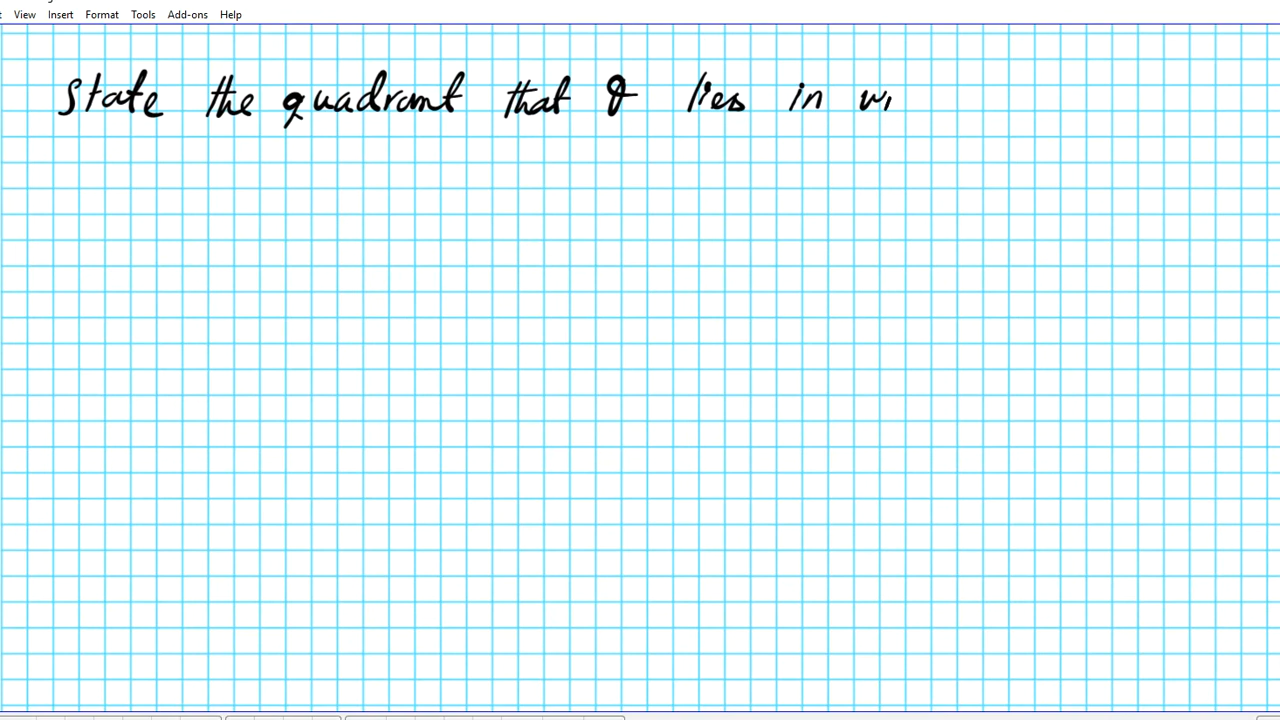 View Insert Format Tools Add-ons Help
State the quadrant that θ lies in